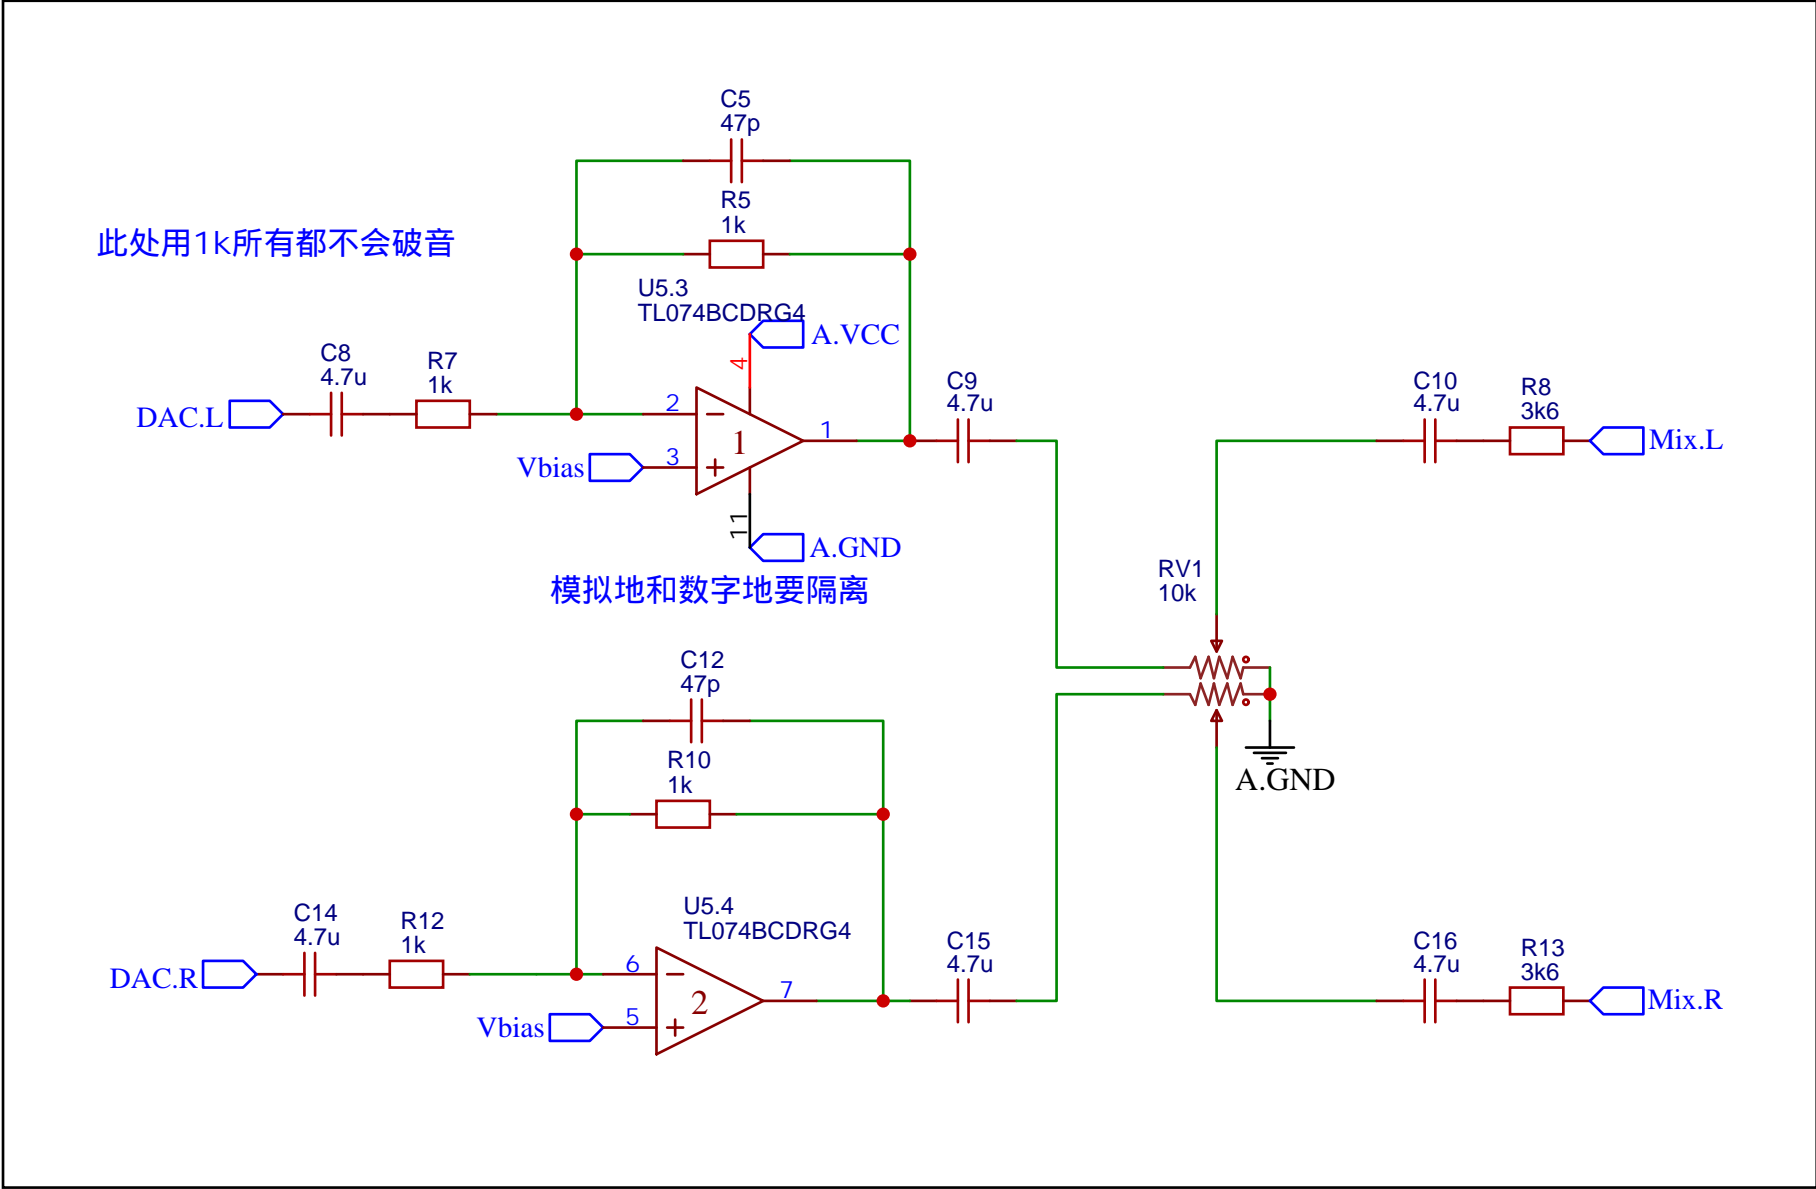 C5
47p
R5
1k
此处用1k所有都不会破音
U5.3
TL074BCDRG4
A.VCC
4
C8
4.7u
R7
1k
DAC.L
2
1
1
Vbias
3
C9
4.7u
C10
4.7u
R8
3k6
Mix.L
11
A.GND
模拟地和数字地要隔离
RV1
10k
A.GND
C12
47p
R10
1k
U5.4
TL074BCDRG4
C14
4.7u
R12
1k
DAC.R
6
2
7
Vbias
5
C15
4.7u
C16
4.7u
R13
3k6
Mix.R